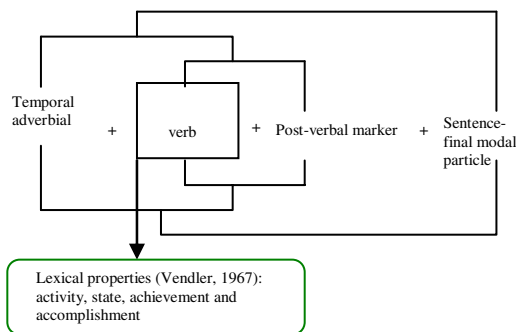 Temporal
adverbial
+
verb
+
Post-verbal marker
+
Sentence-
final modal
particle
Lexical properties (Vendler, 1967):
activity, state, achievement and
accomplishment